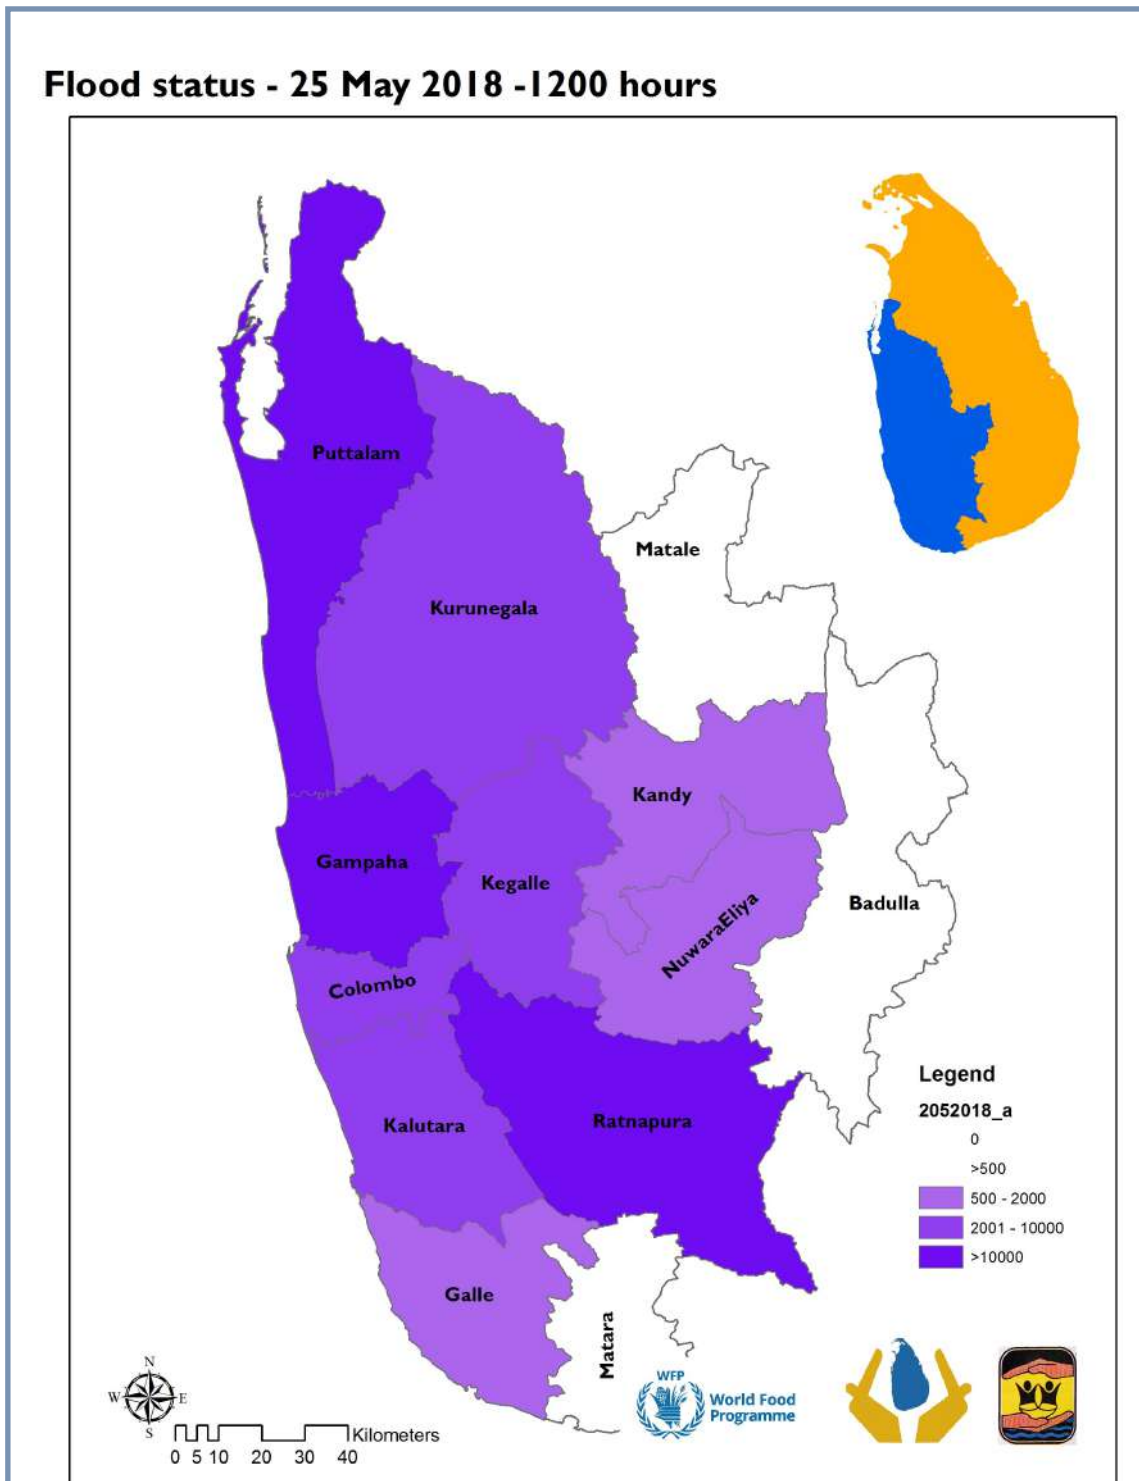 Flood status - 25 May 2018 -1200 hours
Puttalam
Matale
Kurunegala
Kandy
Gampaha
Kegalle
Badulla
NuwaraEliya
Colombo
Legend
2052018_a
0
>500
500 - 2000
2001 - 10000
>10000
Kalutara
Ratnapura
Galle
Matara
N
W
E
S
Kilometers
0 5 10 20 30 40
WFP
World Food
Programme